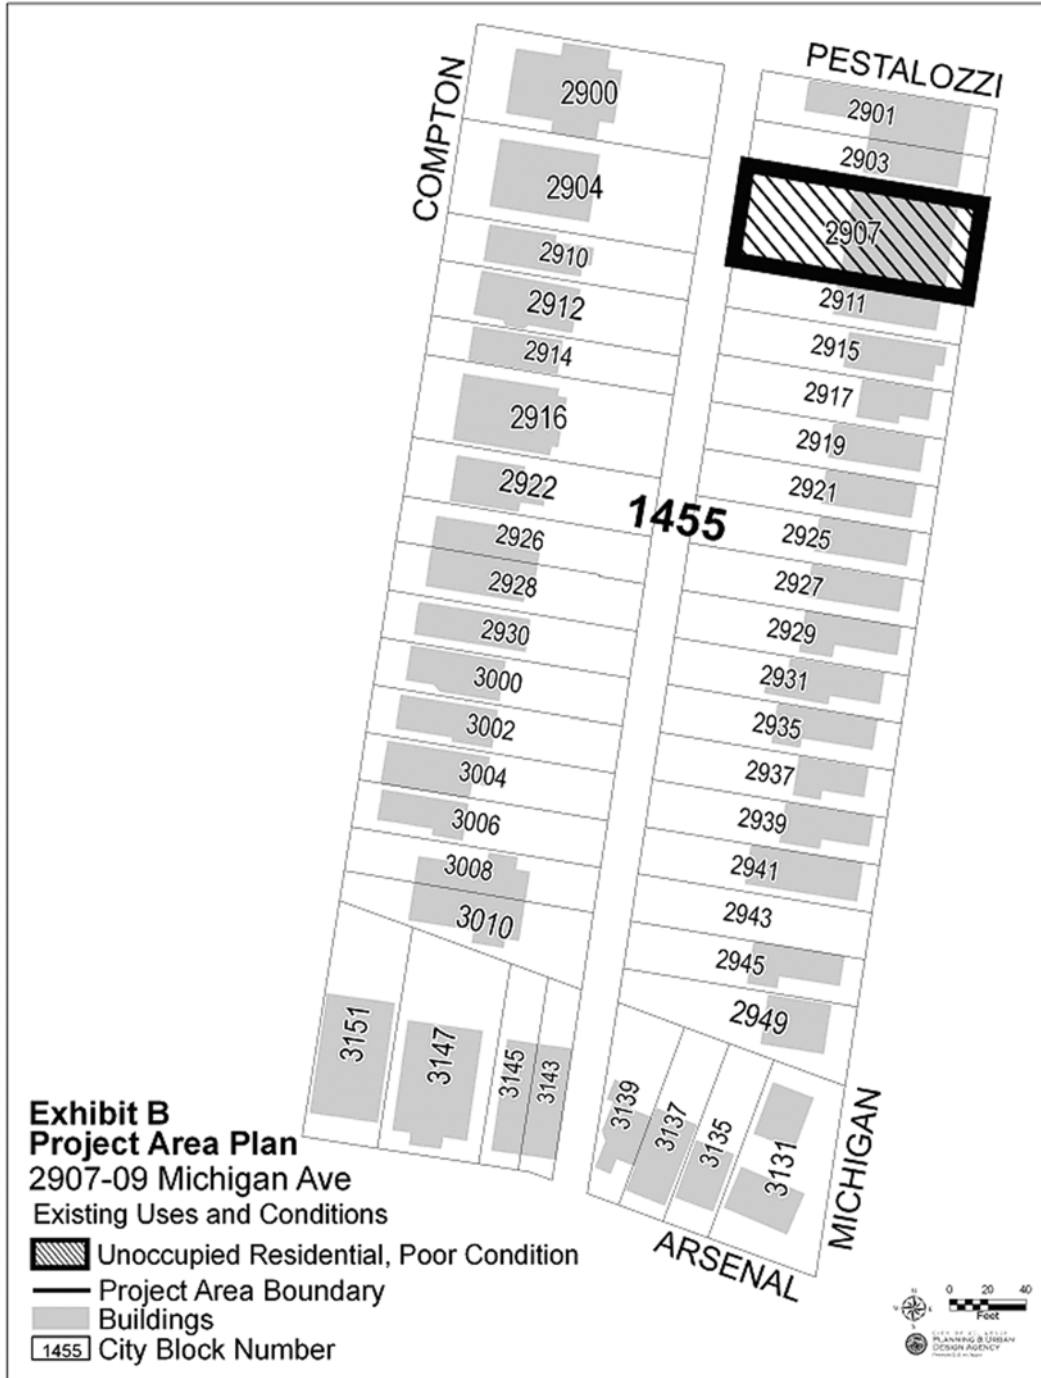 PESTALOZZI
COMPTON
2900
2901
2903
2904
2907
2910
2911
2912
2914
2915
2916
2917
2919
2922
2921
1455
2926
2925
2928
2927
2930
2929
3000
2931
3002
2935
3004
2937
3006
2939
3008
2941
3010
2943
2945
2949
3151
3147
3145
3143
3139
3137
3135
3131
MICHIGAN
ARSENAL
Exhibit B
Project Area Plan
2907-09 Michigan Ave
Existing Uses and Conditions
Unoccupied Residential, Poor Condition
Project Area Boundary
Buildings
1455 City Block Number
N
S
0 20 40
Feet
PLANNING & URBAN
DESIGN AGENCY